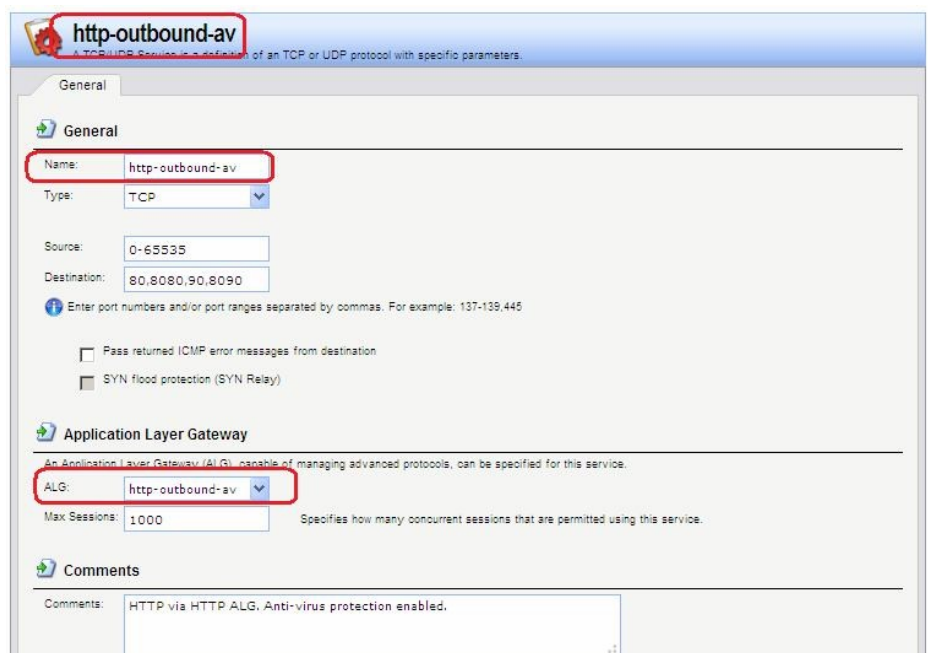 http-outbound-av
A TCP/UDP Service is a definition of an TCP or UDP protocol with specific parameters.
General
General
Name: http-outbound-av
Type: TCP
Source: 0-65535
Destination: 80,8080,90,8090
Enter port numbers and/or port ranges separated by commas. For example: 137-139,445
Pass returned ICMP error messages from destination
SYN flood protection (SYN Relay)
Application Layer Gateway
An Application Layer Gateway (ALG), capable of managing advanced protocols, can be specified for this service.
ALG: http-outbound-av
Max Sessions: 1000 Specifies how many concurrent sessions that are permitted using this service.
Comments
Comments: HTTP via HTTP ALG. Anti-virus protection enabled.